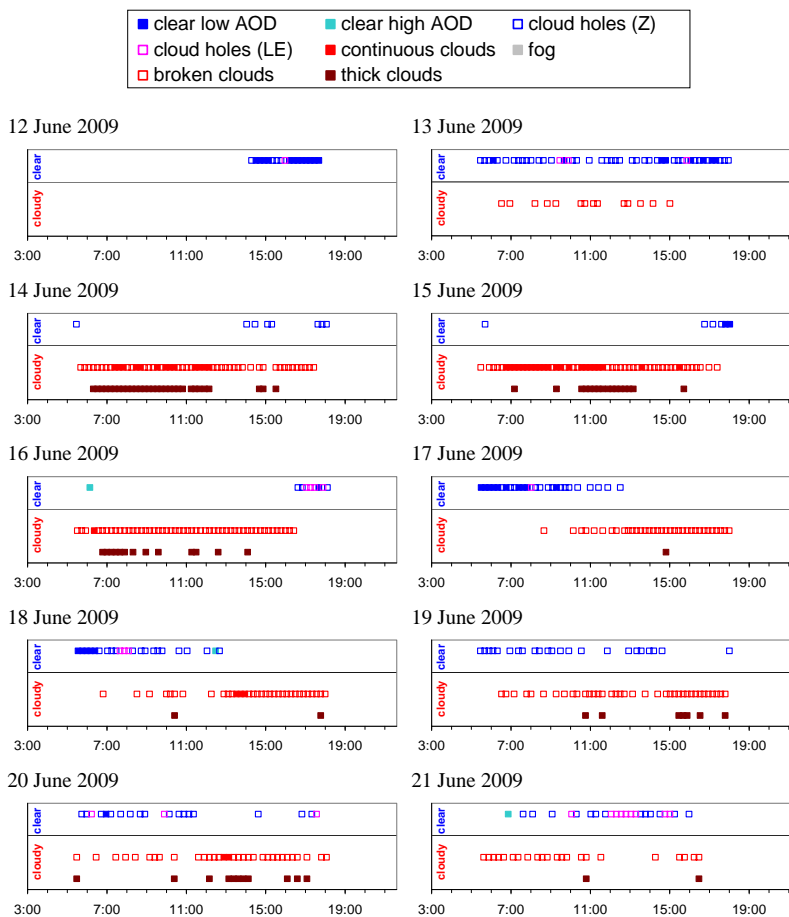 clear low AOD clear high AOD cloud holes (Z)
cloud holes (LE) continuous clouds fog
broken clouds thick clouds
12 June 2009 13 June 2009
clear clear
cloudy cloudy
3:00 7:00 11:00 15:00 19:00 3:00 7:00 11:00 15:00 19:00
14 June 2009 15 June 2009
clear clear
cloudy cloudy
3:00 7:00 11:00 15:00 19:00 3:00 7:00 11:00 15:00 19:00
16 June 2009 17 June 2009
clear clear
cloudy cloudy
3:00 7:00 11:00 15:00 19:00 3:00 7:00 11:00 15:00 19:00
18 June 2009 19 June 2009
clear clear
cloudy cloudy
3:00 7:00 11:00 15:00 19:00 3:00 7:00 11:00 15:00 19:00
20 June 2009 21 June 2009
clear clear
cloudy cloudy
3:00 7:00 11:00 15:00 19:00 3:00 7:00 11:00 15:00 19:00